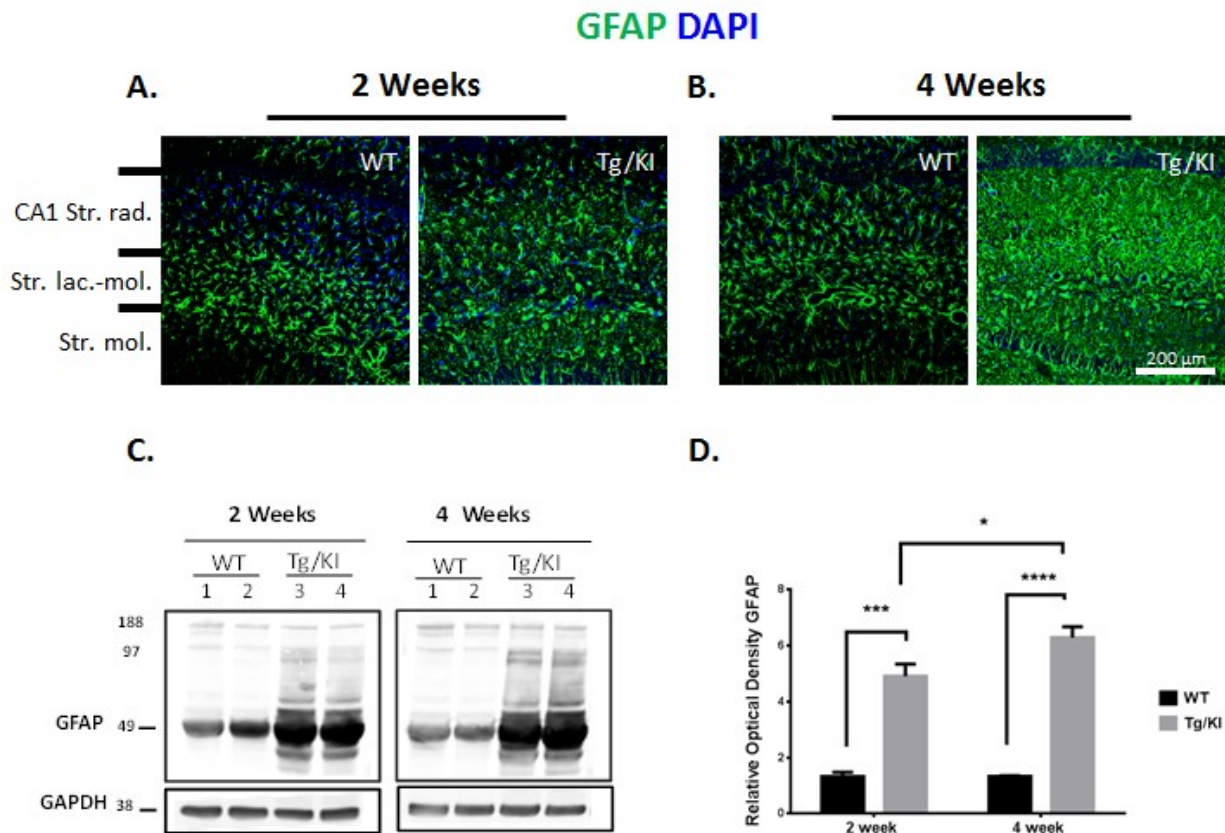 GFAP DAPI
A. 2 Weeks
B. 4 Weeks
WT
Tg/KI
WT
Tg/KI
CA1 Str. rad.
Str. lac.-mol.
Str. mol.
200 µm
C.
2 Weeks
4 Weeks
WT Tg/KI
WT Tg/KI
1 2 3 4
1 2 3 4
188
97
GFAP 49
GAPDH 38
D.
*
*** 
****
Relative Optical Density GFAP
8
6
4
2
0
2 week 4 week
WT
Tg/KI